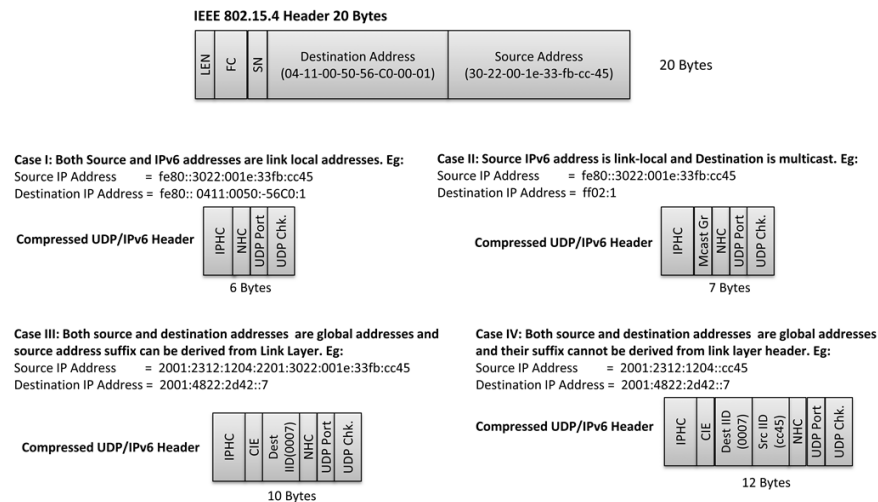 IEEE 802.15.4 Header 20 Bytes
LEN
FC
SN
Destination Address
(04-11-00-50-56-C0-00-01)
Source Address
(30-22-00-1e-33-fb-cc-45)
20 Bytes
Case I: Both Source and IPv6 addresses are link local addresses. Eg:
Source IP Address = fe80::3022:001e:33fb:cc45
Destination IP Address = fe80:: 0411:0050:-56C0:1
Compressed UDP/IPv6 Header
IPHC
NHC
UDP Port
UDP Chk.
6 Bytes
Case II: Source IPv6 address is link-local and Destination is multicast. Eg:
Source IP Address = fe80::3022:001e:33fb:cc45
Destination IP Address = ff02:1
Compressed UDP/IPv6 Header
IPHC
Mcast Gr
NHC
UDP Port
UDP Chk.
7 Bytes
Case III: Both source and destination addresses are global addresses and
source address suffix can be derived from Link Layer. Eg:
Source IP Address = 2001:2312:1204:2201:3022:001e:33fb:cc45
Destination IP Address = 2001:4822:2d42::7
Compressed UDP/IPv6 Header
IPHC
CIE
Dest
IID(0007)
NHC
UDP Port
UDP Chk.
10 Bytes
Case IV: Both source and destination addresses are global addresses
and their suffix cannot be derived from link layer header. Eg:
Source IP Address = 2001:2312:1204::cc45
Destination IP Address = 2001:4822:2d42::7
Compressed UDP/IPv6 Header
IPHC
CIE
Dest IID
(0007)
Src IID
(cc45)
NHC
UDP Port
UDP Chk.
12 Bytes